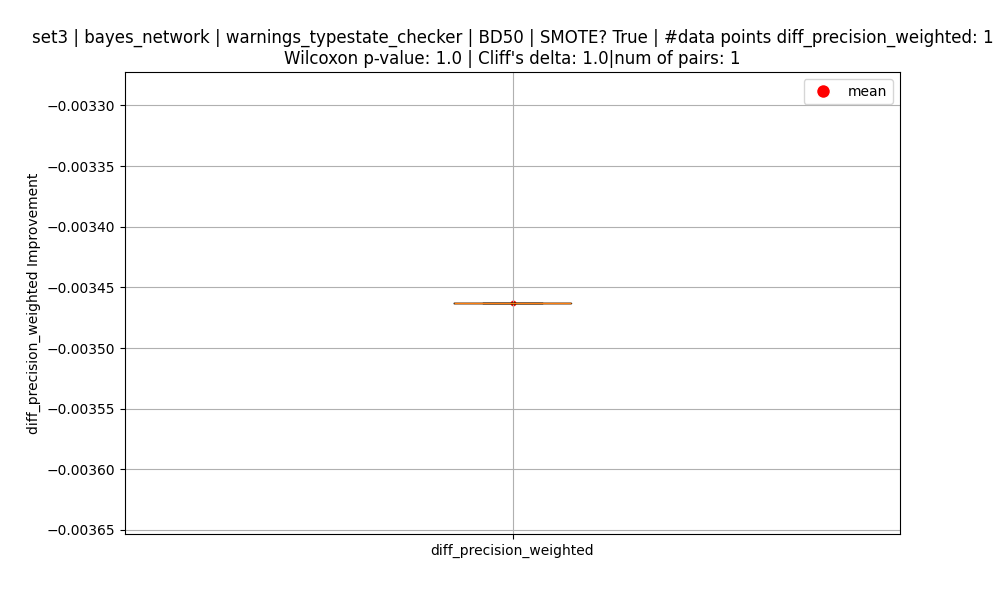 set3 | bayes_network | warnings_typestate_checker | BD50 | SMOTE? True | #data points diff_precision_weighted: 1
Wilcoxon p-value: 1.0 | Cliff's delta: 1.0|num of pairs: 1
mean
diff_precision_weighted Improvement
−0.00330
−0.00335
−0.00340
−0.00345
−0.00350
−0.00355
−0.00360
−0.00365
diff_precision_weighted